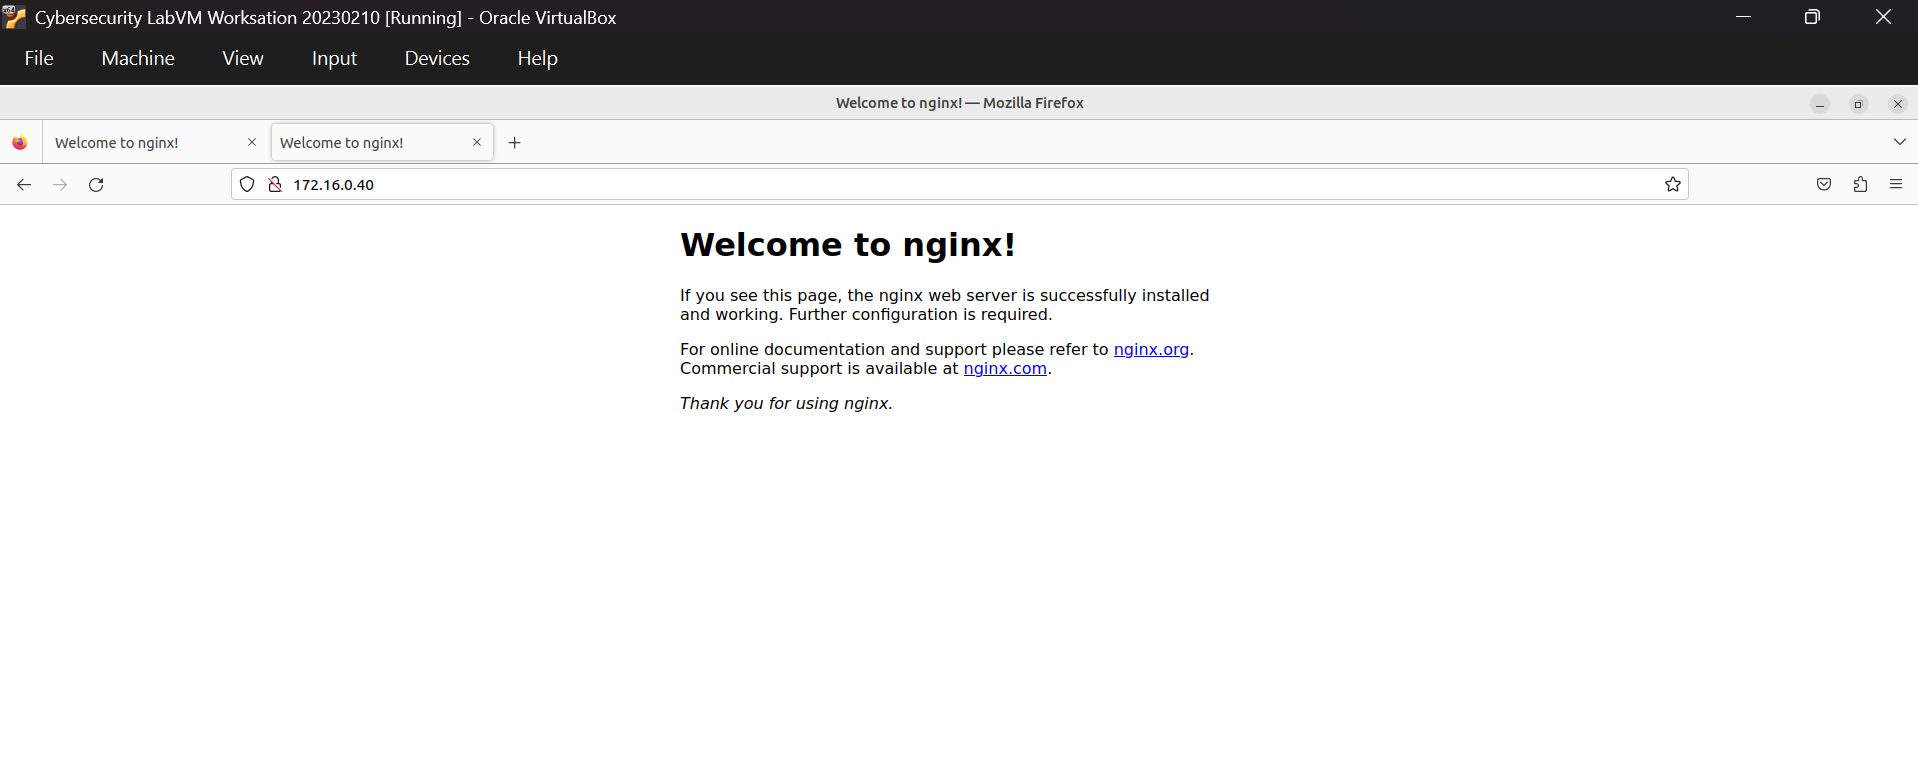 Cybersecurity LabVM Worksation 20230210 [Running] - Oracle VirtualBox
File Machine View Input Devices Help
Welcome to nginx! — Mozilla Firefox
Welcome to nginx! Welcome to nginx!
172.16.0.40
Welcome to nginx!
If you see this page, the nginx web server is successfully installed
and working. Further configuration is required.
For online documentation and support please refer to nginx.org.
Commercial support is available at nginx.com.
Thank you for using nginx.